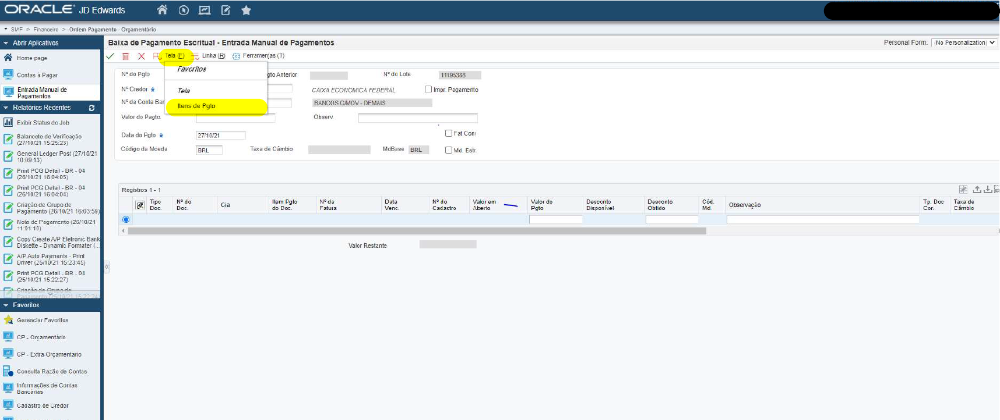 ORACLE® JD Edwards
SIAF > Financeiro > Ordem Pagamento - Orçamentário
Abrir Aplicativos
Home page
Contas à Pagar
Entrada Manual de
Pagamentos
Relatórios Recentes
Exibir Status do Job
Balancete de Verificação
(27/10/21 15:25:23)
General Ledger Post (27/10/21
10:09:13)
Print PCG Detail - BR - 04
(26/10/21 16:04:05)
Print PCG Detail - BR - 04
(26/10/21 16:04:04)
Criação de Grupo de
Pagamento (26/10/21 16:03:59)
Nota de Pagamento (26/10/21
11:01:10)
Copy Create A/P Eletronic Bank
Diskette - Dynamic Formater (...
A/P Auto Payments - Print
Driver (25/10/21 15:23:45)
Print PCG Detail - BR - 04
(25/10/21 15:22:27)
Criação de Grupo de
Pagamento (25/10/21 15:22:24)
Favoritos
Gerenciar Favoritos
CP - Orçamentário
CP - Extra-Orçamentario
Consulta Razão de Contas
Informações de Contas
Bancárias
Cadastro de Credor
Baixa de Pagamento Escritual - Entrada Manual de Pagamentos
Personal Form: (No Personalization)
Tela (F) Linha (R) Ferramentas (T)
Favoritos
Tela
Itens de Pgto
Nº do Pgto gto Anterior Nº do Lote 11195388
Nº Credor * CAIXA ECONOMICA FEDERAL Impr. Pagamento
Nº da Conta Ban BANCOS C/MOV - DEMAIS
Valor do Pagto. Observ.
Data do Pgto * 27/10/21 Fat Cons
Código da Moeda BRL Taxa de Câmbio MdBase BRL Md. Estr.
Registros 1 - 1
Tipo Doc. Nº do Doc. Cia Item Pgto do Doc. Nº da Fatura Data Venc. Nº do Cadastro Valor em Aberto Valor do Pgto Desconto Disponível Desconto Obtido Cód. Md. Observação Tp. Doc Cor. Taxa de Câmbio
Valor Restante